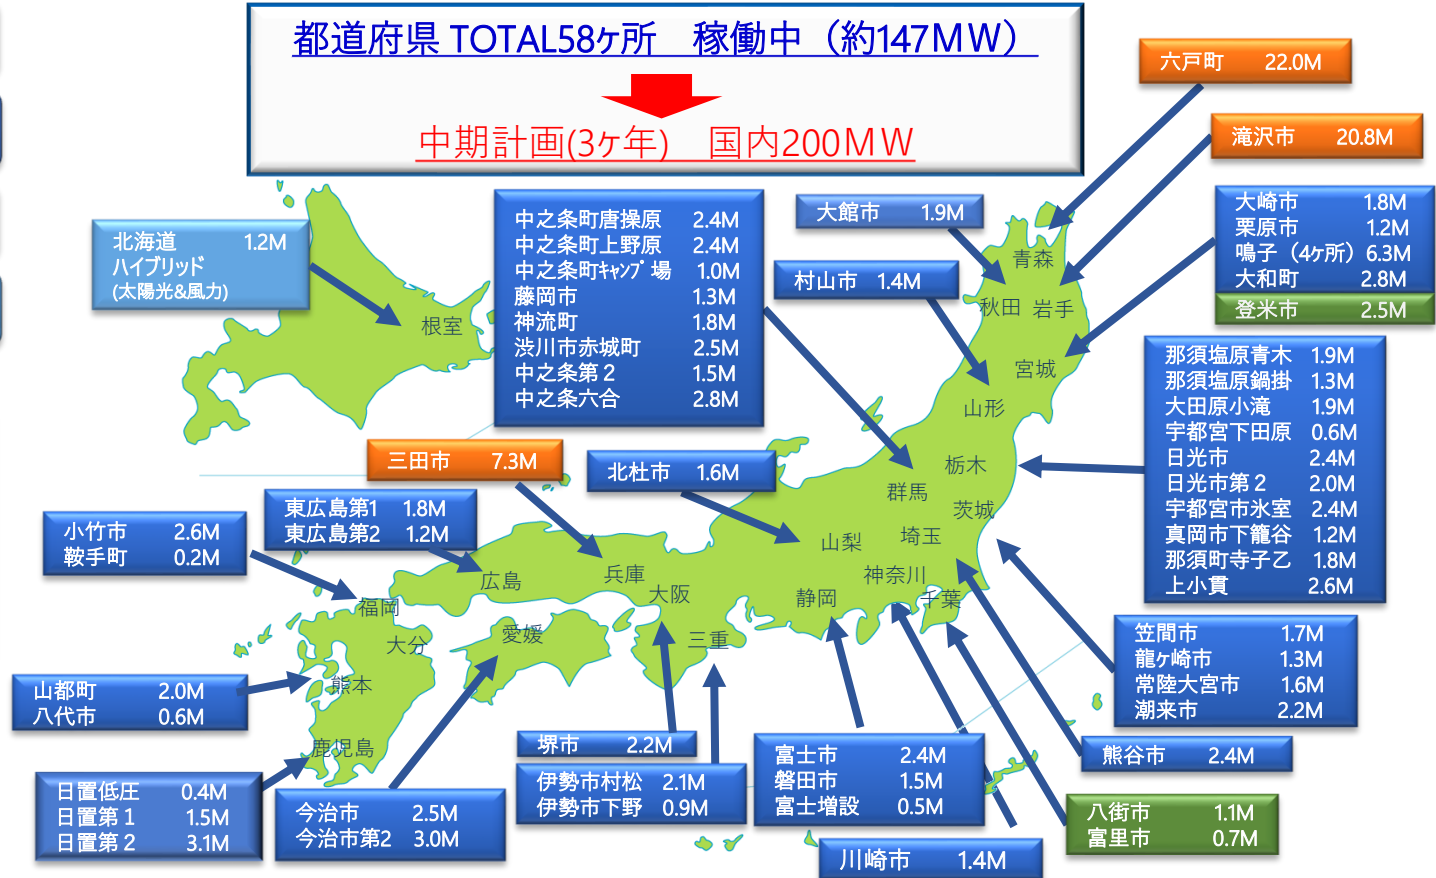 都道府県 TOTAL58ヶ所　稼働中（約147MW）
中期計画(3ヶ年)　国内200MW
六戸町　22.0M
滝沢市　20.8M
大崎市　1.8M
栗原市　1.2M
鳴子（4ヶ所）6.3M
大和町　2.8M
登米市　2.5M
北海道　1.2M
ハイブリッド
(太陽光&風力)
中之条町唐操原　2.4M
中之条町上野原　2.4M
中之条町ｷｬﾝﾌﾟ場　1.0M
藤岡市　1.3M
神流町　1.8M
渋川市赤城町　2.5M
中之条第２　1.5M
中之条六合　2.8M
大館市　1.9M
村山市　1.4M
那須塩原青木　1.9M
那須塩原鍋掛　1.3M
大田原小滝　1.9M
宇都宮下田原　0.6M
日光市　2.4M
日光市第２　2.0M
宇都宮市氷室　2.4M
真岡市下籠谷　1.2M
那須町寺子乙　1.8M
上小貫　2.6M
三田市　7.3M
北杜市　1.6M
東広島第1　1.8M
東広島第2　1.2M
小竹市　2.6M
鞍手町　0.2M
笠間市　1.7M
龍ヶ崎市　1.3M
常陸大宮市　1.6M
潮来市　2.2M
山都町　2.0M
八代市　0.6M
日置低圧　0.4M
日置第１　1.5M
日置第２　3.1M
今治市　2.5M
今治市第2　3.0M
堺市　2.2M
伊勢市村松　2.1M
伊勢市下野　0.9M
富士市　2.4M
磐田市　1.5M
富士増設　0.5M
熊谷市　2.4M
八街市　1.1M
富里市　0.7M
川崎市　1.4M
根室
青森
秋田
岩手
宮城
山形
栃木
群馬
茨城
埼玉
山梨
神奈川
千葉
静岡
兵庫
大阪
三重
広島
愛媛
福岡
大分
熊本
鹿児島